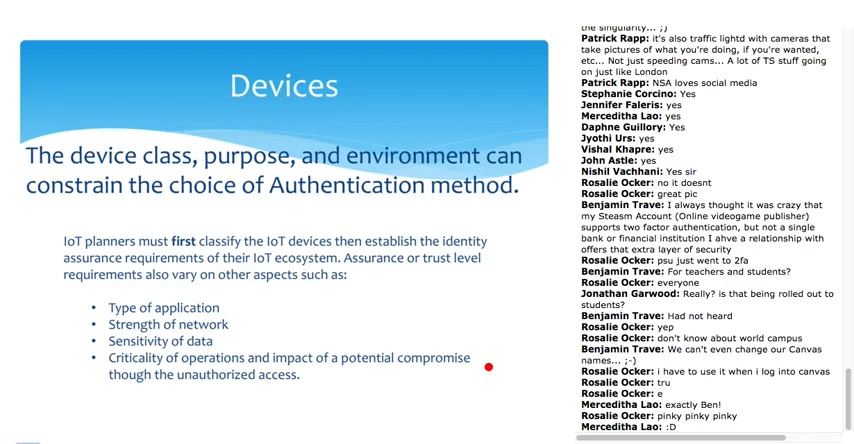 Devices
The device class, purpose, and environment can
constrain the choice of Authentication method.
IoT planners must first classify the IoT devices then establish the identity
assurance requirements of their IoT ecosystem. Assurance or trust level
requirements also vary on other aspects such as:
• Type of application
• Strength of network
• Sensitivity of data
• Criticality of operations and impact of a potential compromise
though the unauthorized access.
the singularity... ;)
Patrick Rapp: it's also traffic lightd with cameras that
take pictures of what you're doing, if you're wanted,
etc... Not just speeding cams... A lot of TS stuff going
on just like London
Patrick Rapp: NSA loves social media
Stephanie Corcino: Yes
Jennifer Faleris: yes
Merceditha Lao: yes
Daphne Guillory: Yes
Jyothi Urs: yes
Vishal Khapre: yes
John Astle: yes
Nishil Vachhani: Yes sir
Rosalie Ocker: no it doesnt
Rosalie Ocker: great pic
Benjamin Trave: I always thought it was crazy that
my Steasm Account (Online videogame publisher)
supports two factor authentication, but not a single
bank or financial institution I ahve a relationship with
offers that extra layer of security
Rosalie Ocker: psu just went to 2fa
Benjamin Trave: For teachers and students?
Rosalie Ocker: everyone
Jonathan Garwood: Really? is that being rolled out to
students?
Benjamin Trave: Had not heard
Rosalie Ocker: yep
Rosalie Ocker: don't know about world campus
Benjamin Trave: We can't even change our Canvas
names... ;-)
Rosalie Ocker: i have to use it when i log into canvas
Rosalie Ocker: tru
Rosalie Ocker: e
Merceditha Lao: exactly Ben!
Rosalie Ocker: pinky pinky pinky
Merceditha Lao: :D